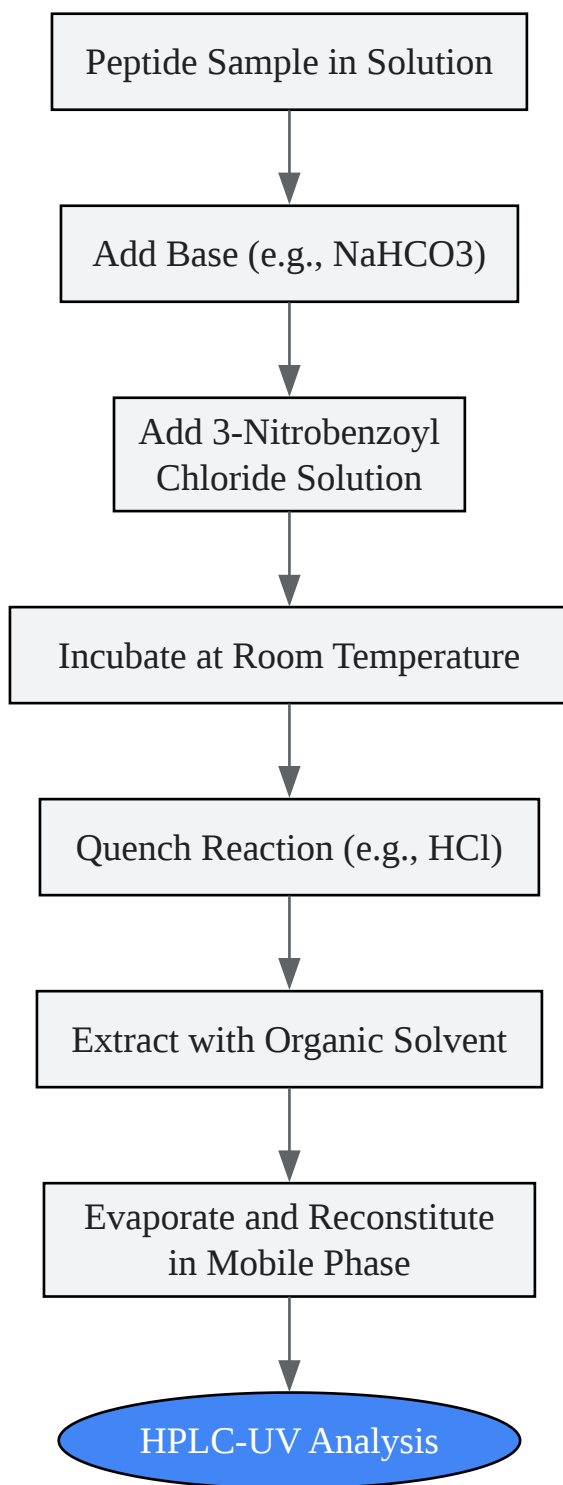 Peptide Sample in Solution
Add Base (e.g., NaHCO3)
Add 3-Nitrobenzoyl
Chloride Solution
Incubate at Room Temperature
Quench Reaction (e.g., HCl)
Extract with Organic Solvent
Evaporate and Reconstitute
in Mobile Phase
HPLC-UV Analysis